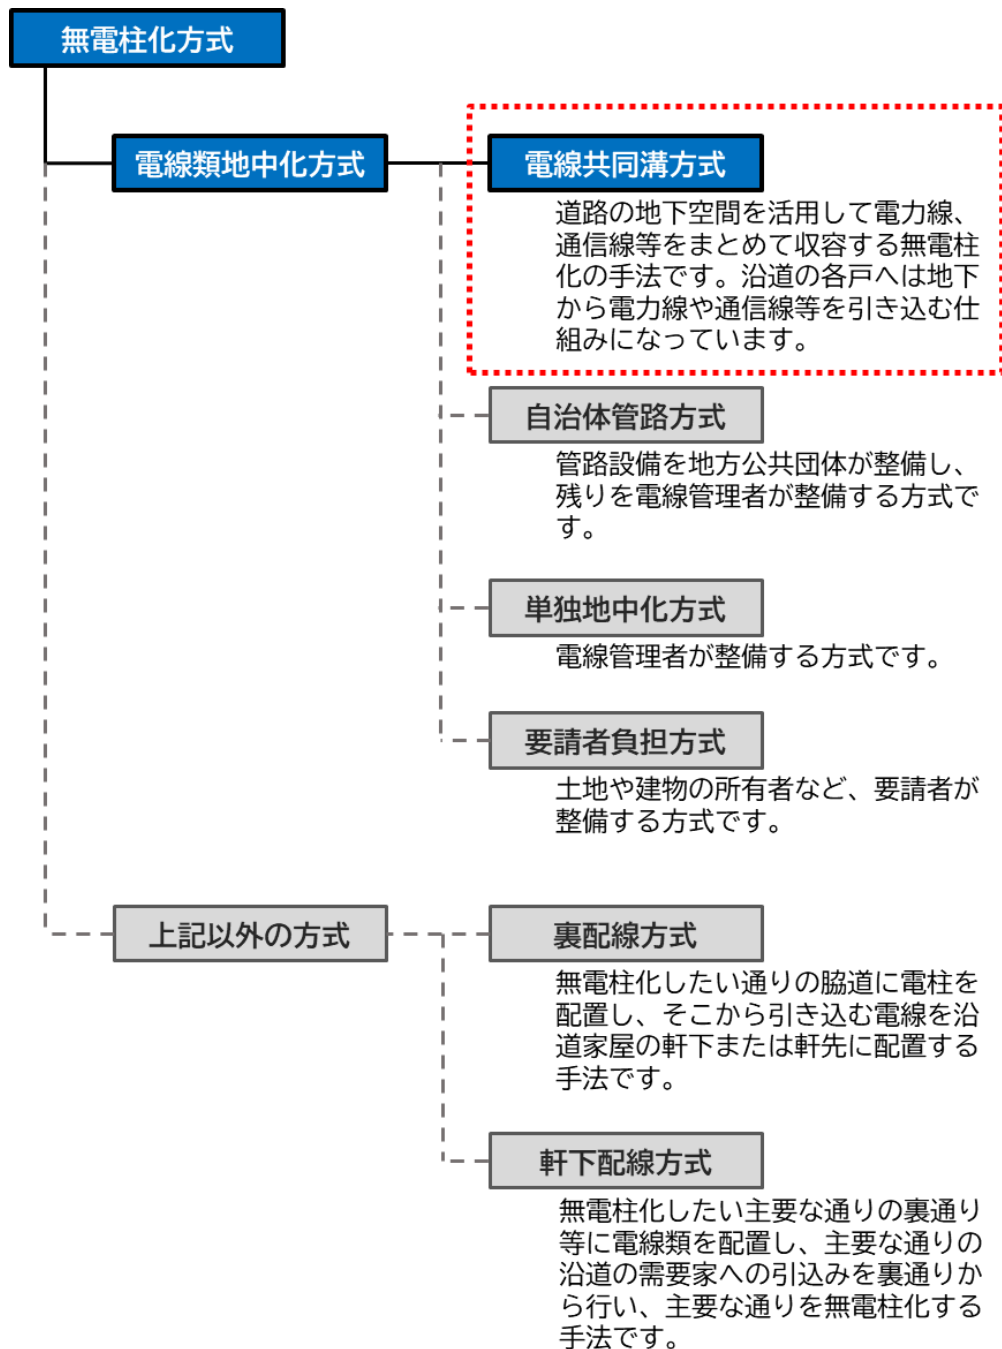 無電柱化方式
電線類地中化方式
電線共同溝方式
道路の地下空間を活用して電力線、
通信線等をまとめて収容する無電柱
化の手法です。沿道の各戸へは地下
から電力線や通信線等を引き込む仕
組みになっています。
自治体管路方式
管路設備を地方公共団体が整備し、
残りを電線管理者が整備する方式で
す。
単独地中化方式
電線管理者が整備する方式です。
要請者負担方式
土地や建物の所有者など、要請者が
整備する方式です。
上記以外の方式
裏配線方式
無電柱化したい通りの脇道に電柱を
配置し、そこから引き込む電線を沿
道家屋の軒下または軒先に配置する
手法です。
軒下配線方式
無電柱化したい主要な通りの裏通り
等に電線類を配置し、主要な通りの
沿道の需要家への引込みを裏通りか
ら行い、主要な通りを無電柱化する
手法です。